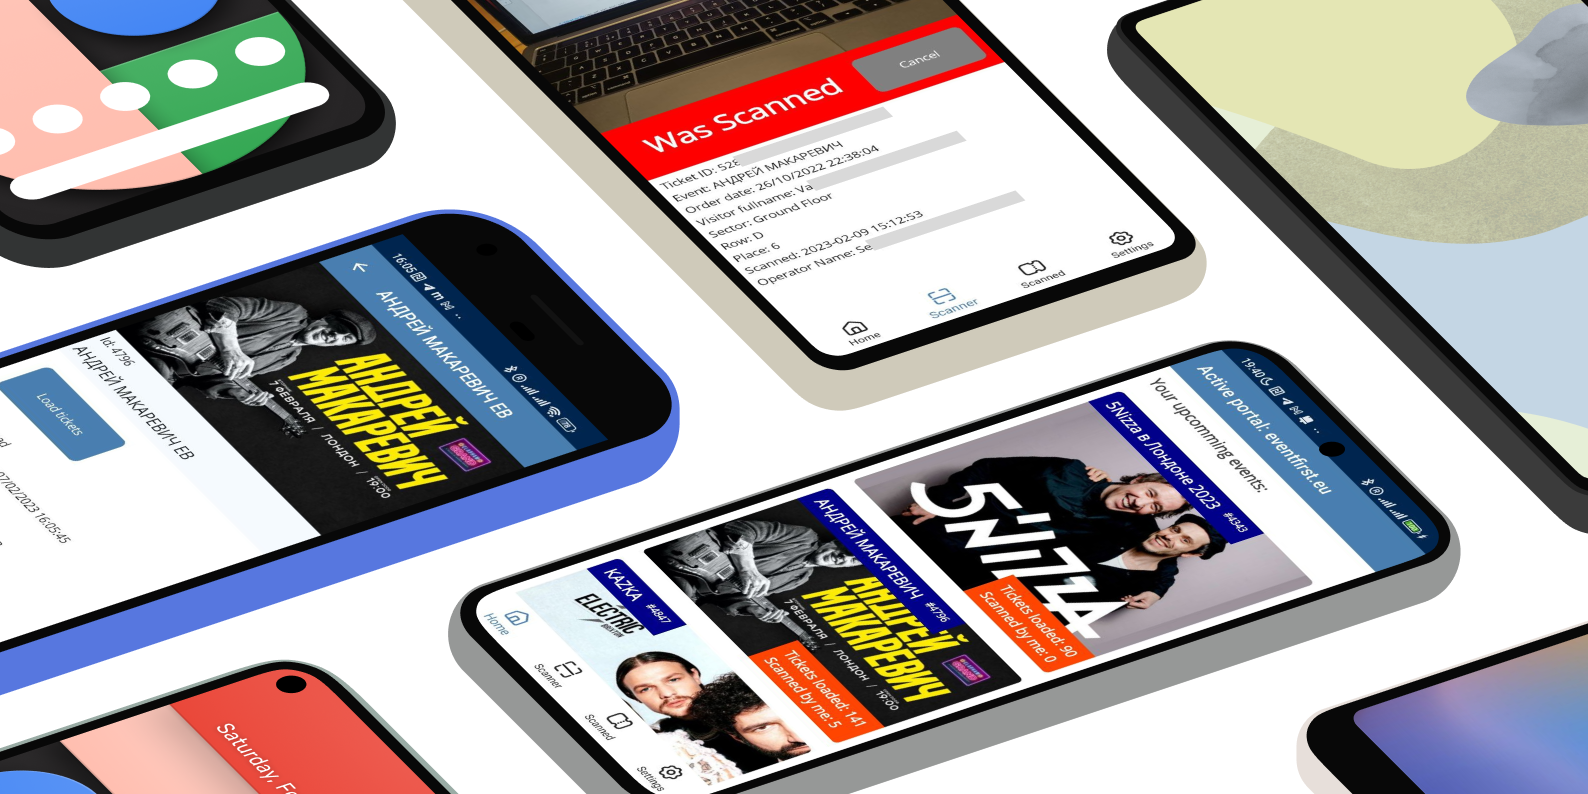 Cancel
Was Scanned
Ticket ID: 528
Event: АНДРЕЙ МАКАРЕВИЧ
Order date: 26/10/2022 22:38:04
Visitor fullname: Va
Sector: Ground Floor
Row: D
Place: 6
Scanned: 2023-02-09 15:12:53
Operator Name: Se
Home
Scanner
Scanned
Settings
16:05
АНДРЕЙ МАКАРЕВИЧ ЕВ
АНДРЕЙ
МАКАРЕВИЧ
7 ФЕВРАЛЯ / ЛОНДОН / 19:00
Id: 4796
АНДРЕЙ МАКАРЕВИЧ ЕВ
Load tickets
07/02/2023 16:05:45
19:40
Active portal: eventfirst.eu
Your upcomming events:
5Nizza в Лондоне 2023 #4343
5'NIZZA
Tickets loaded: 90
Scanned by me: 0
АНДРЕЙ МАКАРЕВИЧ #4796
АНДРЕЙ
МАКАРЕВИЧ
7 ФЕВРАЛЯ / ЛОНДОН / 19:00
Tickets loaded: 141
Scanned by me: 5
KAZKA #4847
ELECTRIC
BRIXTON
Home
Scanner
Scanned
Settings
Saturday, Fe